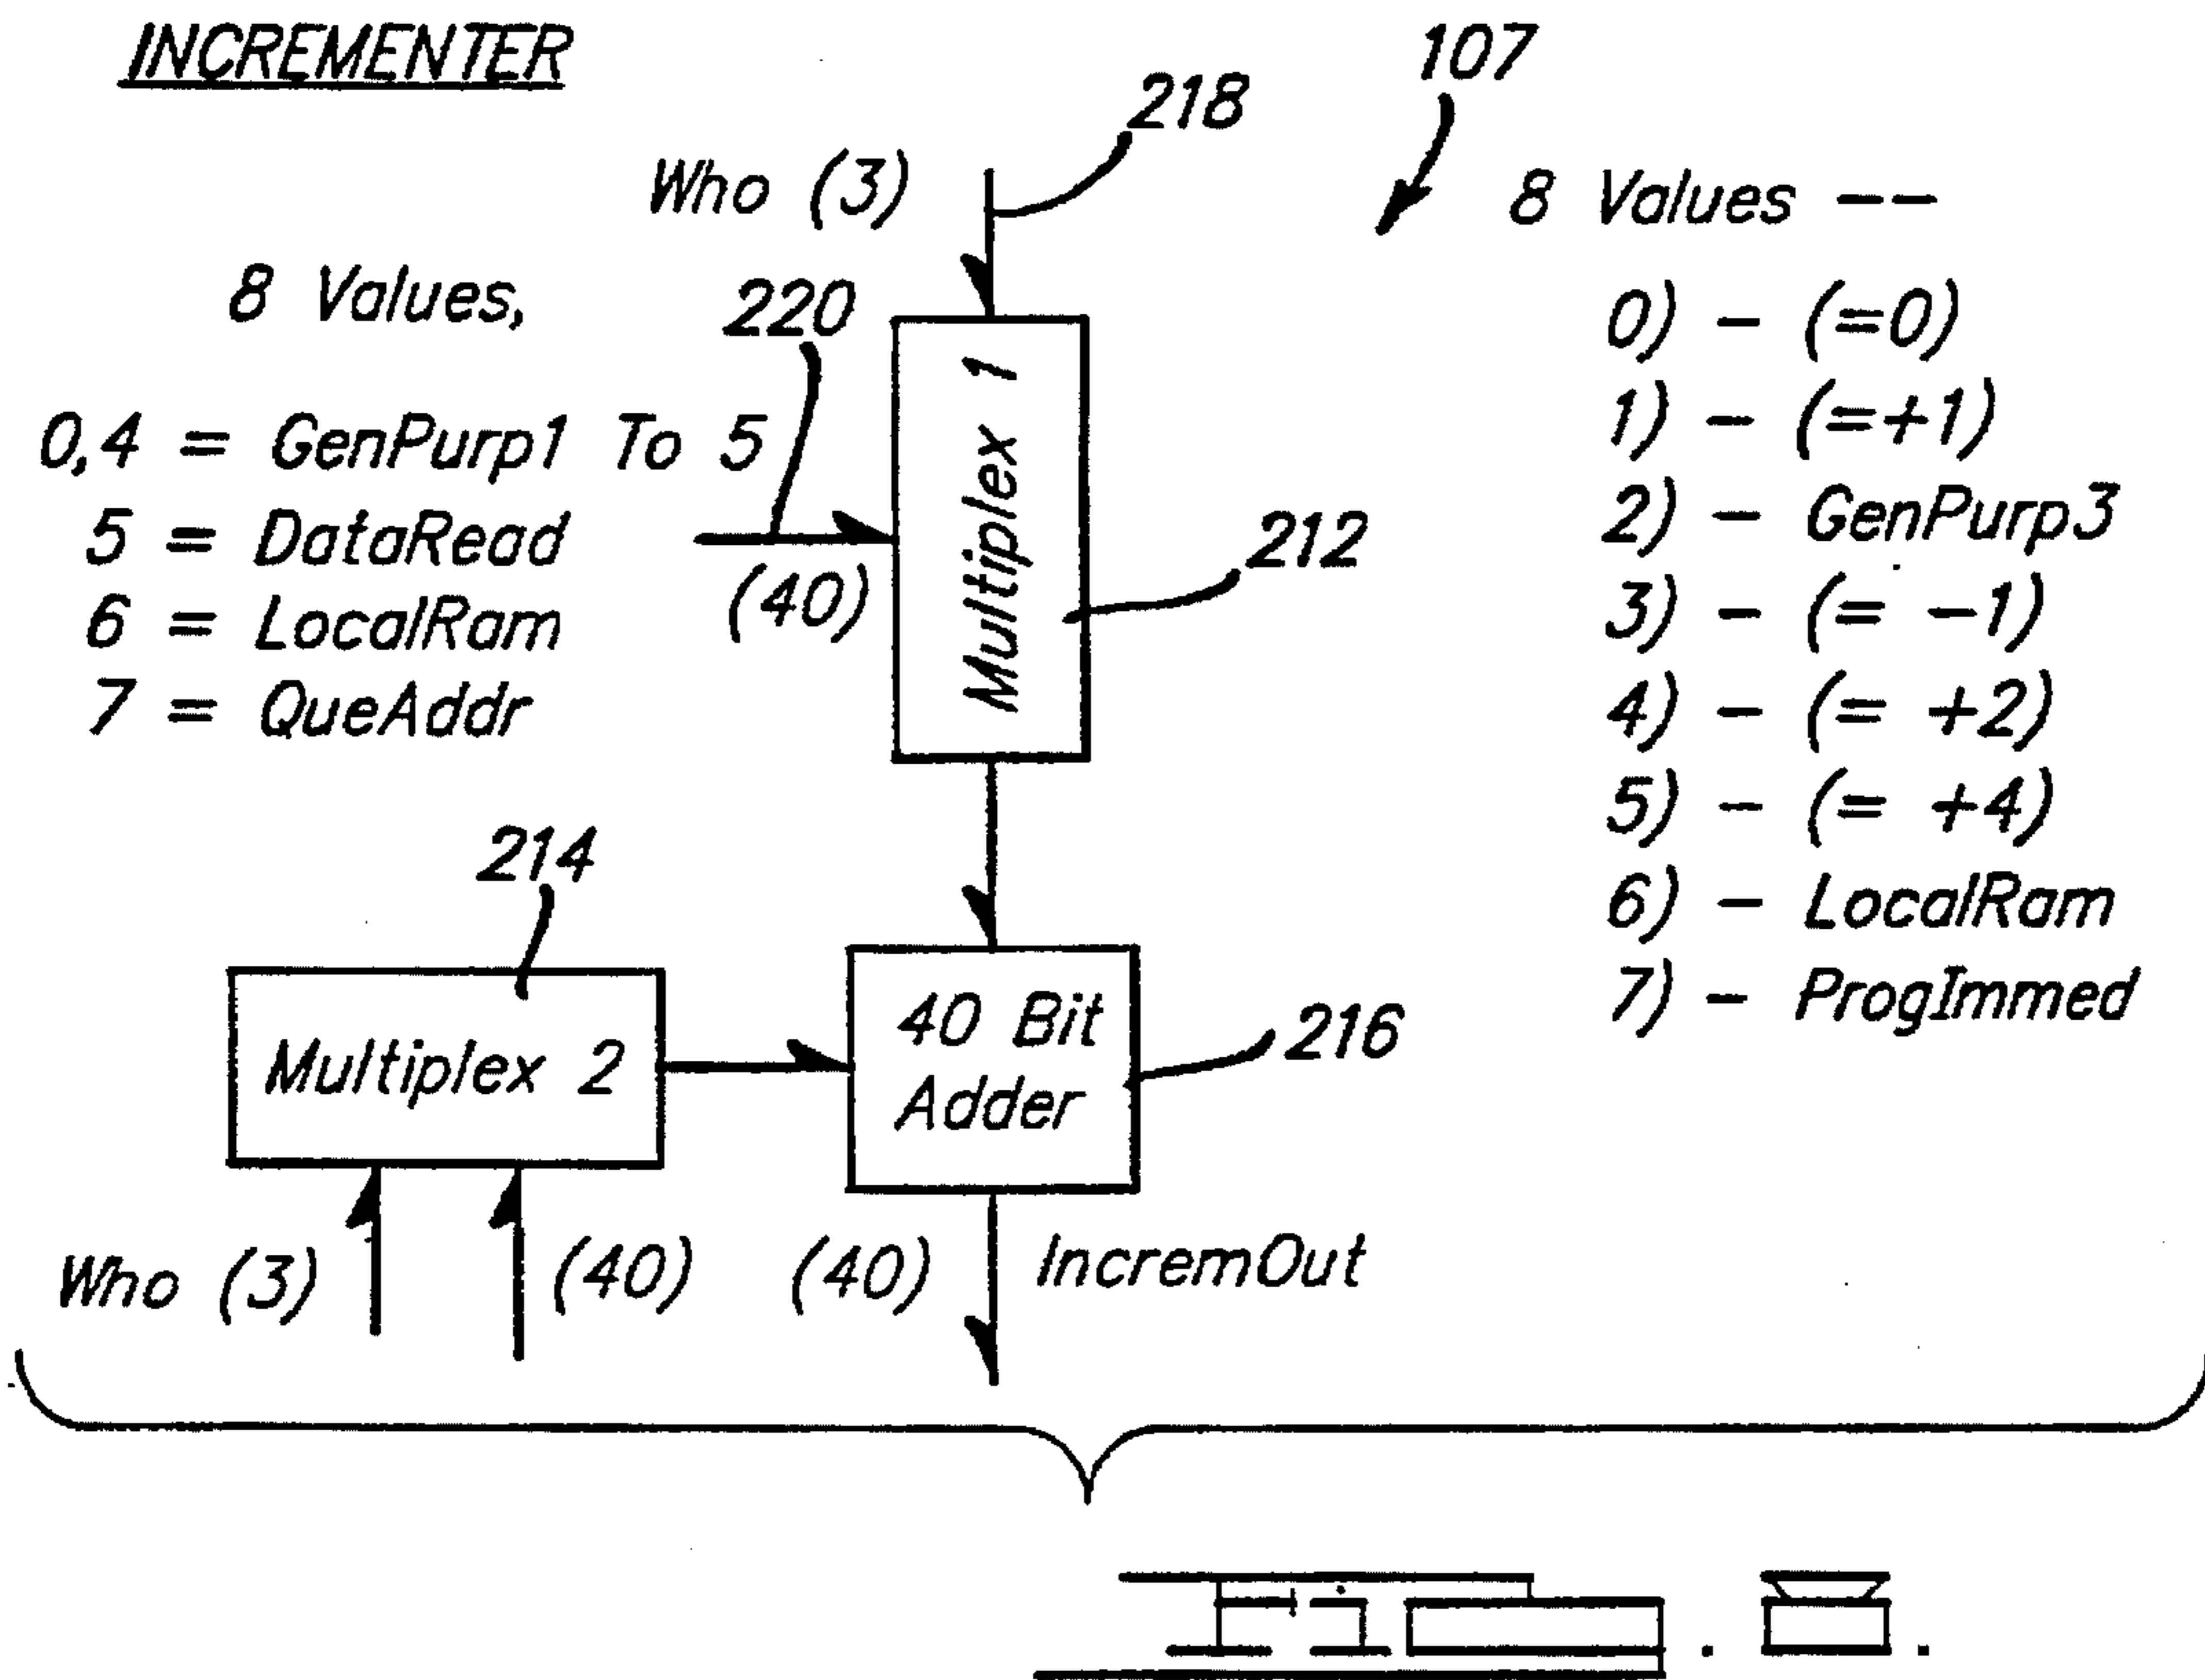 INCREMENTER
107
218
Who (3)
8 Values --
8 Values,
220
0) - (=0)
0,4 = GenPurp1 To 5
1) - (=+1)
5 = DataRead
(40)
Multiplex 1
212
2) - GenPurp3
6 = LocalRam
3) - (= -1)
7 = QueAddr
4) - (= +2)
5) - (= +4)
214
6) - LocalRam
Multiplex 2
40 Bit
Adder
216
7) - ProgImmed
Who (3)
(40)
(40)
IncremOut